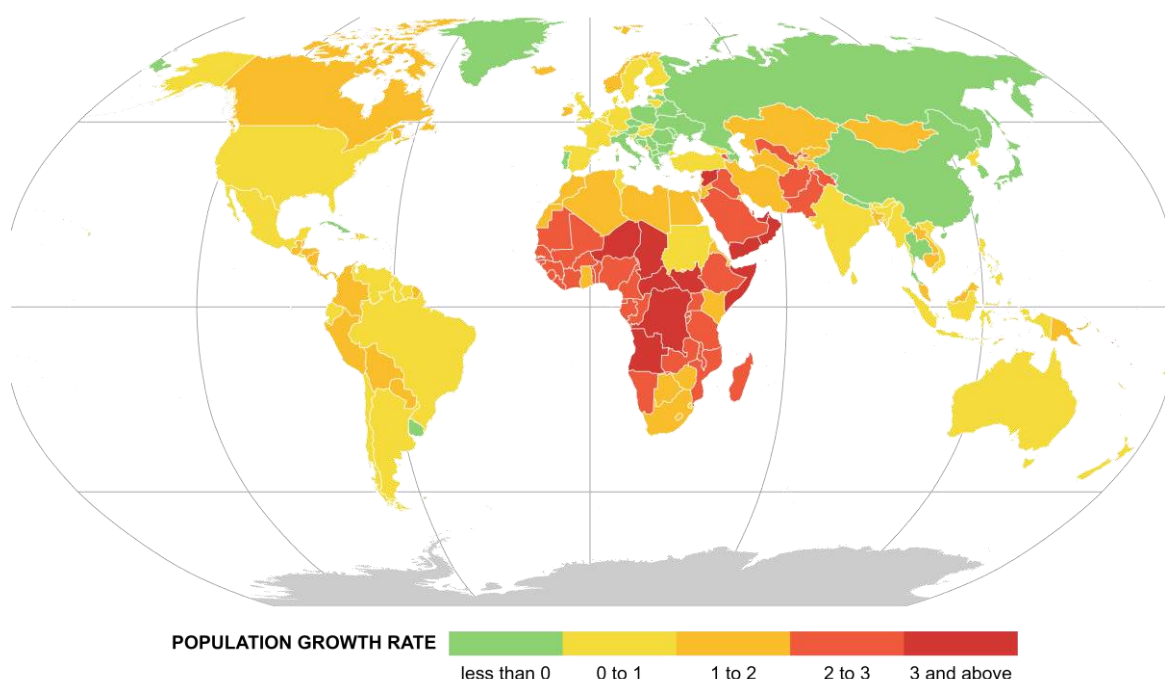 POPULATION GROWTH RATE
less than 0 0 to 1 1 to 2 2 to 3 3 and above